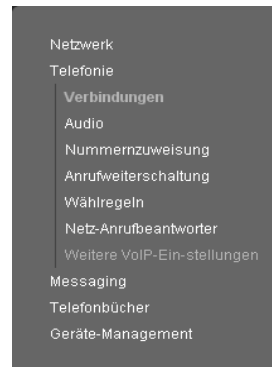 Netzwerk
Telefonie
Verbindungen
Audio
Nummernzuweisung
Anrufweiterschaltung
Wählregeln
Netz-Anrufbeantworter
Weitere VoIP-Ein-stellungen
Messaging
Telefonbücher
Geräte-Management